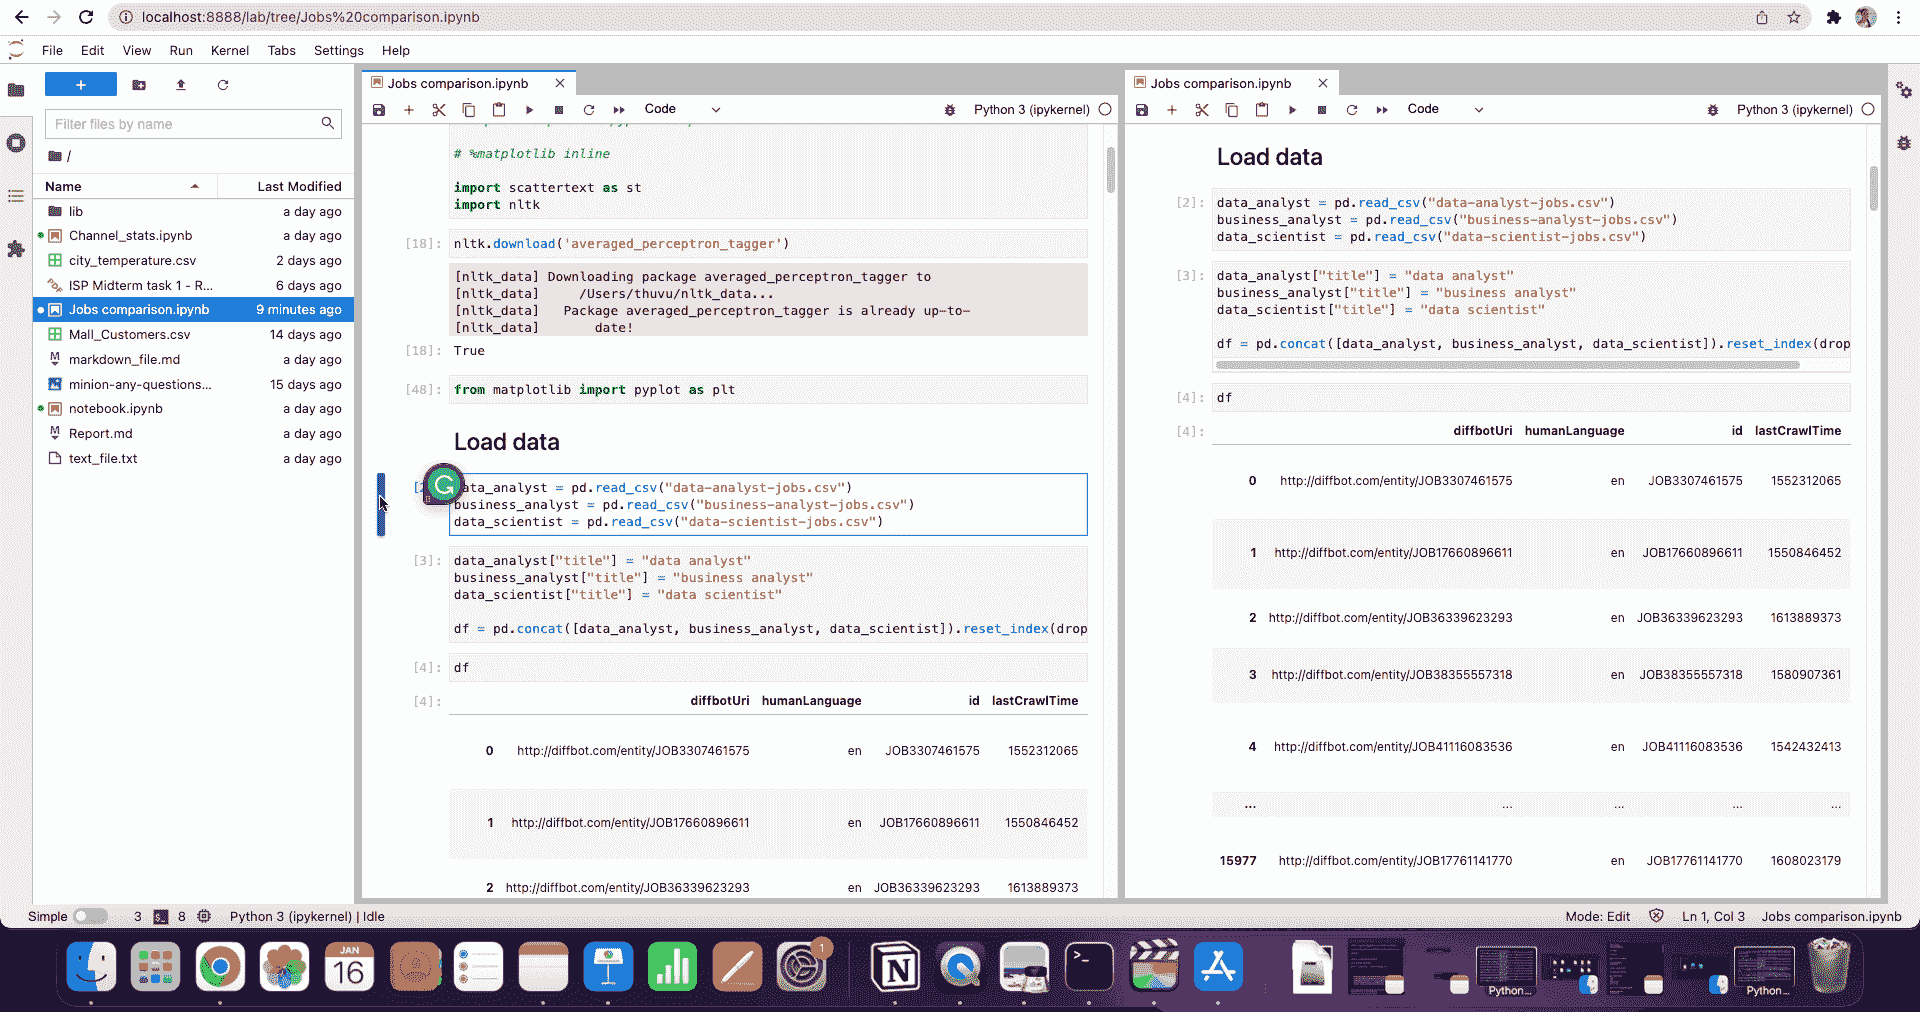 localhost:8888/lab/tree/Jobs%20comparison.ipynb
File Edit View Run Kernel Tabs Settings Help
Filter files by name
/
Name Last Modified
lib a day ago
Channel_stats.ipynb a day ago
city_temperature.csv 2 days ago
ISP Midterm task 1 - R... 6 days ago
Jobs comparison.ipynb 9 minutes ago
Mall_Customers.csv 14 days ago
markdown_file.md a day ago
minion-any-questions... 15 days ago
notebook.ipynb a day ago
Report.md a day ago
text_file.txt a day ago
Jobs comparison.ipynb
Code Python 3 (ipykernel)
# %matplotlib inline
import scattertext as st
import nltk
[18]: nltk.download('averaged_perceptron_tagger')
[nltk_data] Downloading package averaged_perceptron_tagger to
[nltk_data] /Users/thuvu/nltk_data...
[nltk_data] Package averaged_perceptron_tagger is already up-to-
[nltk_data] date!
[18]: True
[48]: from matplotlib import pyplot as plt
Load data
ata_analyst = pd.read_csv("data-analyst-jobs.csv")
business_analyst = pd.read_csv("business-analyst-jobs.csv")
data_scientist = pd.read_csv("data-scientist-jobs.csv")
[3]: data_analyst["title"] = "data analyst"
business_analyst["title"] = "business analyst"
data_scientist["title"] = "data scientist"
df = pd.concat([data_analyst, business_analyst, data_scientist]).reset_index(drop
[4]: df
[4]: diffbotUri humanLanguage id lastCrawlTime
0 http://diffbot.com/entity/JOB3307461575 en JOB3307461575 1552312065
1 http://diffbot.com/entity/JOB17660896611 en JOB17660896611 1550846452
2 http://diffbot.com/entity/JOB36339623293 en JOB36339623293 1613889373
Jobs comparison.ipynb
Code Python 3 (ipykernel)
Load data
[2]: data_analyst = pd.read_csv("data-analyst-jobs.csv")
business_analyst = pd.read_csv("business-analyst-jobs.csv")
data_scientist = pd.read_csv("data-scientist-jobs.csv")
[3]: data_analyst["title"] = "data analyst"
business_analyst["title"] = "business analyst"
data_scientist["title"] = "data scientist"
df = pd.concat([data_analyst, business_analyst, data_scientist]).reset_index(drop
[4]: df
[4]: diffbotUri humanLanguage id lastCrawlTime
0 http://diffbot.com/entity/JOB3307461575 en JOB3307461575 1552312065
1 http://diffbot.com/entity/JOB17660896611 en JOB17660896611 1550846452
2 http://diffbot.com/entity/JOB36339623293 en JOB36339623293 1613889373
3 http://diffbot.com/entity/JOB38355557318 en JOB38355557318 1580907361
4 http://diffbot.com/entity/JOB41116083536 en JOB41116083536 1542432413
... ... ... ... ...
15977 http://diffbot.com/entity/JOB17761141770 en JOB17761141770 1608023179
Simple 3 8 Python 3 (ipykernel) | Idle Mode: Edit Ln 1, Col 3 Jobs comparison.ipynb
JAN
16
1
Python...
Python...